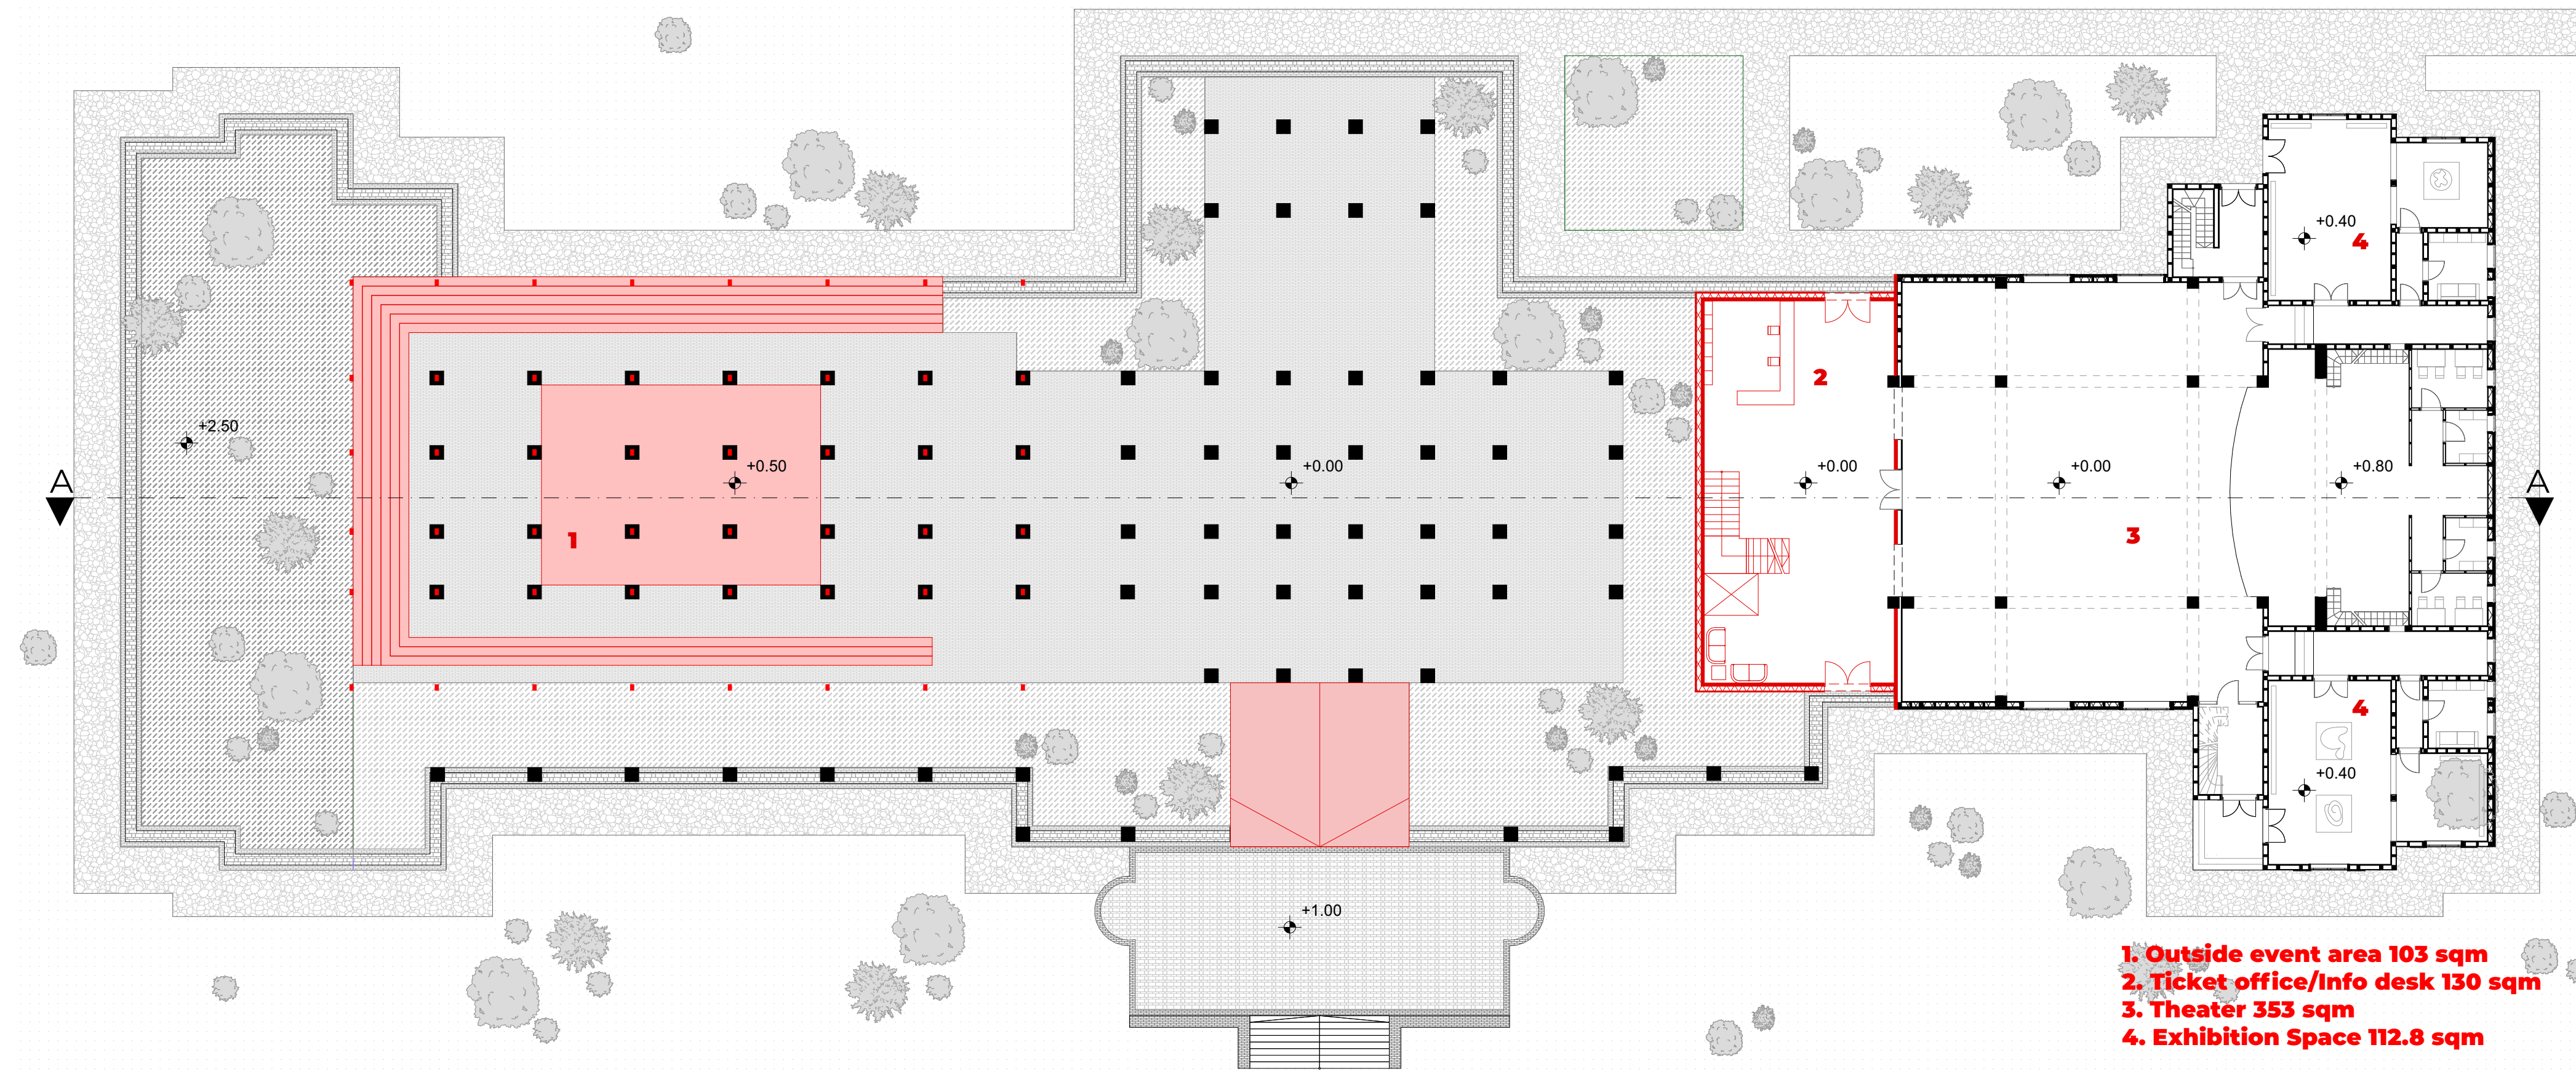 +0.40
4
2
+2.50
A
+0.50
+0.00
+0.00
+0.00
+0.80
A
1
3
4
+0.40
+1.00
1. Outside event area 103 sqm
2. Ticket office/Info desk 130 sqm
3. Theater 353 sqm
4. Exhibition Space 112.8 sqm